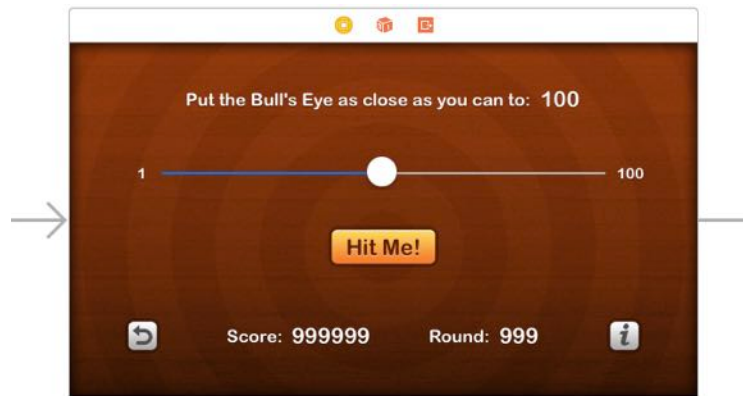 Put the Bull's Eye as close as you can to: 100
1 100
Hit Me!
Score: 999999 Round: 999 i